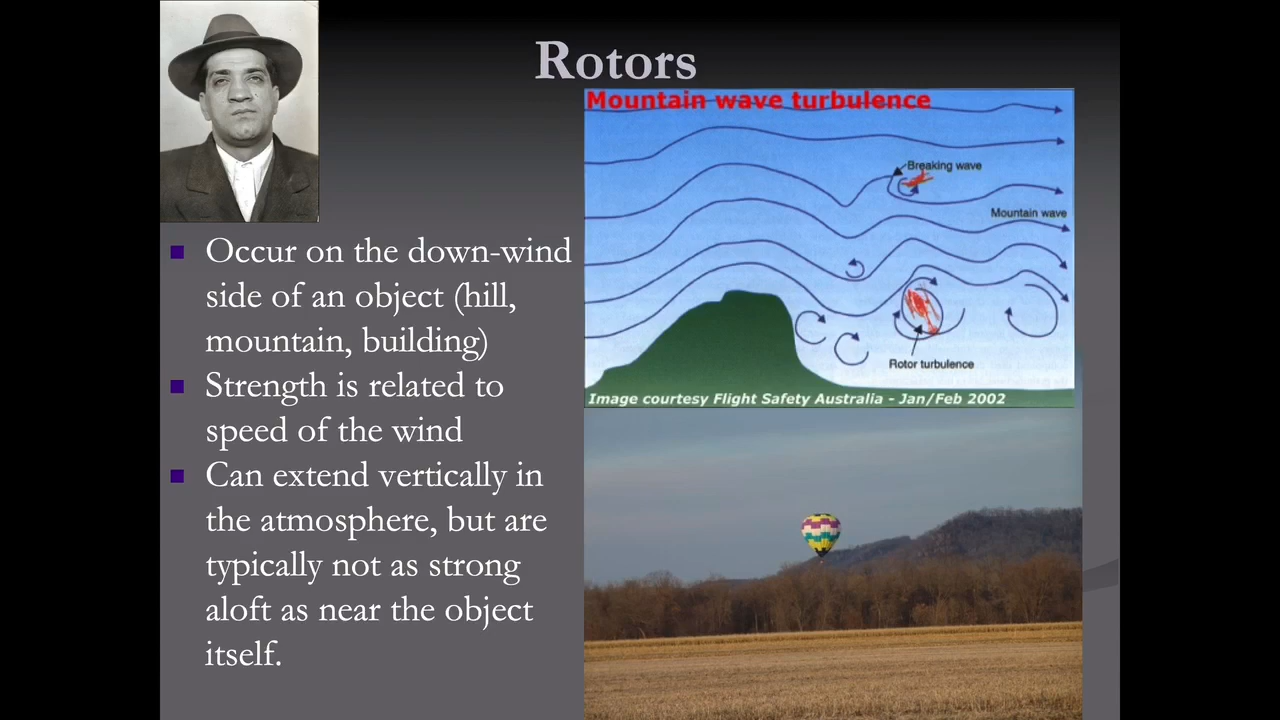 Rotors
Mountain wave turbulence
Breaking wave
Mountain wave
Rotor turbulence
Image courtesy Flight Safety Australia - Jan/Feb 2002
Occur on the down-wind
side of an object (hill,
mountain, building)
Strength is related to
speed of the wind
Can extend vertically in
the atmosphere, but are
typically not as strong
aloft as near the object
itself.